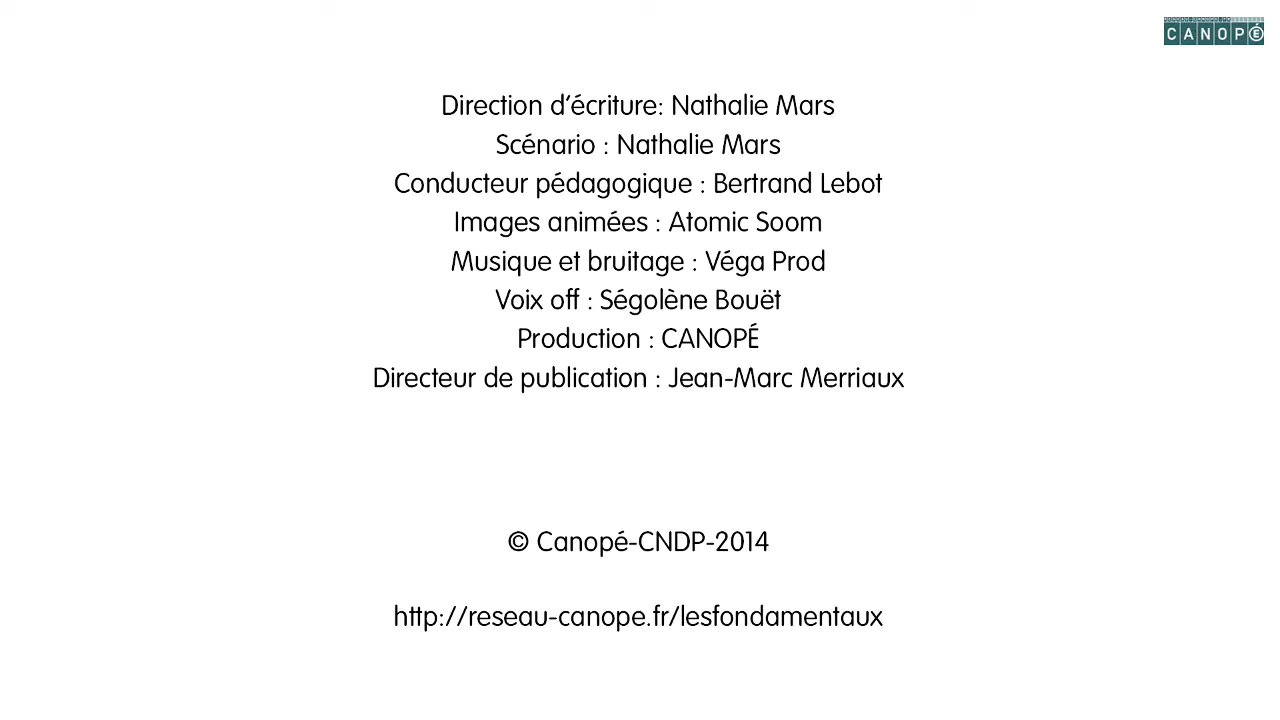 CANOPÉ
Direction d'écriture: Nathalie Mars
Scénario : Nathalie Mars
Conducteur pédagogique : Bertrand Lebot
Images animées : Atomic Soom
Musique et bruitage : Véga Prod
Voix off : Ségolène Bouët
Production : CANOPÉ
Directeur de publication : Jean-Marc Merriaux
© Canopé-CNDP-2014
http://reseau-canope.fr/lesfondamentaux